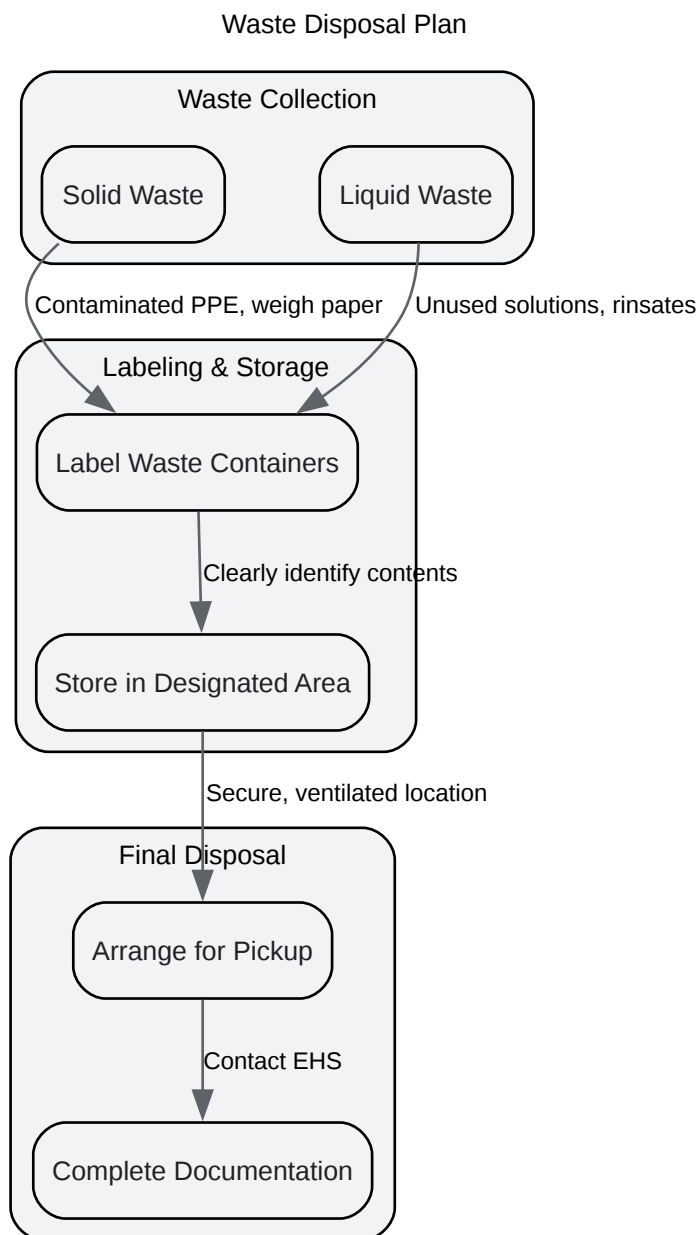 Waste Disposal Plan
Waste Collection
Solid Waste
Liquid Waste
Contaminated PPE, weigh paper
Unused solutions, rinsates
Labeling & Storage
Label Waste Containers
Clearly identify contents
Store in Designated Area
Secure, ventilated location
Final Disposal
Arrange for Pickup
Contact EHS
Complete Documentation